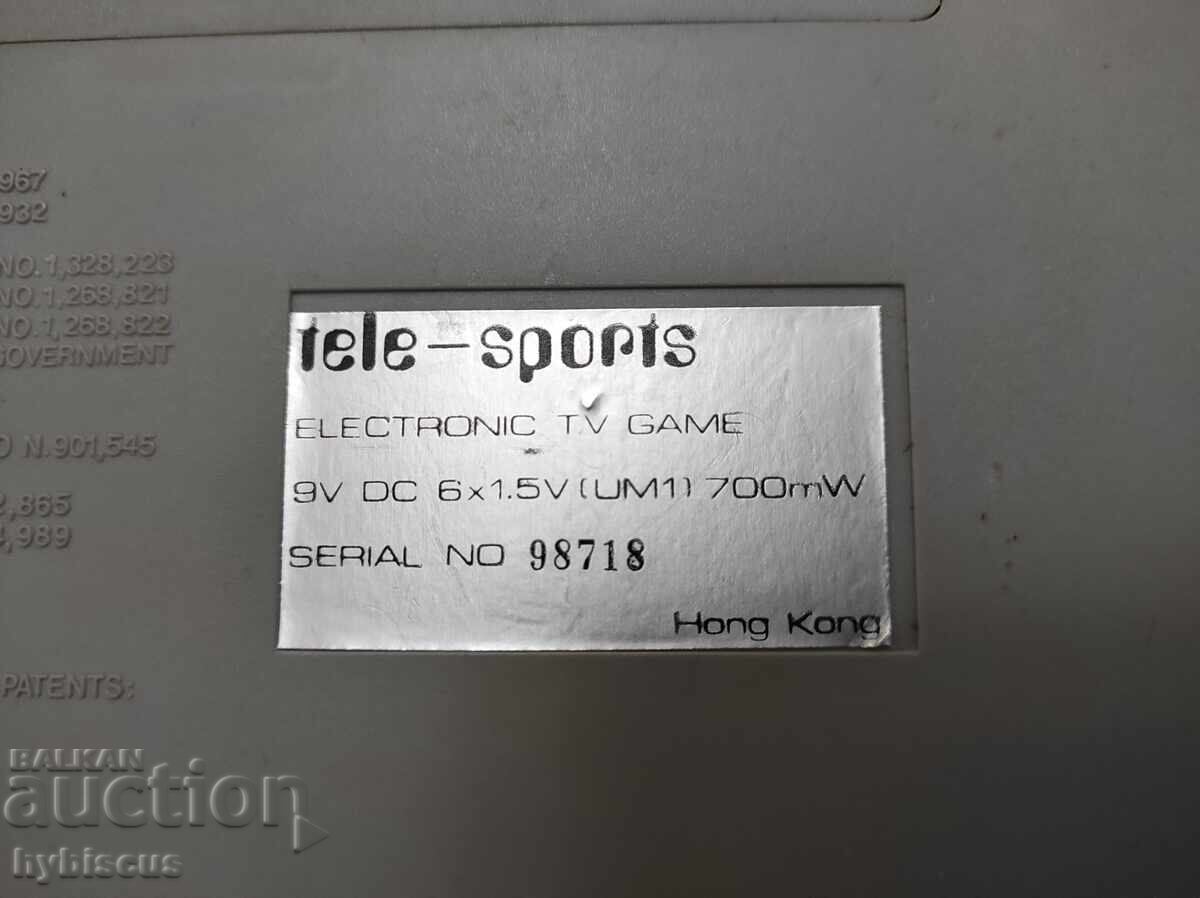 967
932
NO. 1,328,223
NO. 1,268,821
NO. 1,268,822
GOVERNMENT
N. 901,545
2,865
4,989
PATENTS:
tele-sports
ELECTRONIC TV GAME
9V DC 6x1.5V (UM1) 700mW
SERIAL NO 98718
Hong Kong
BALKAN
auction
hybiscus